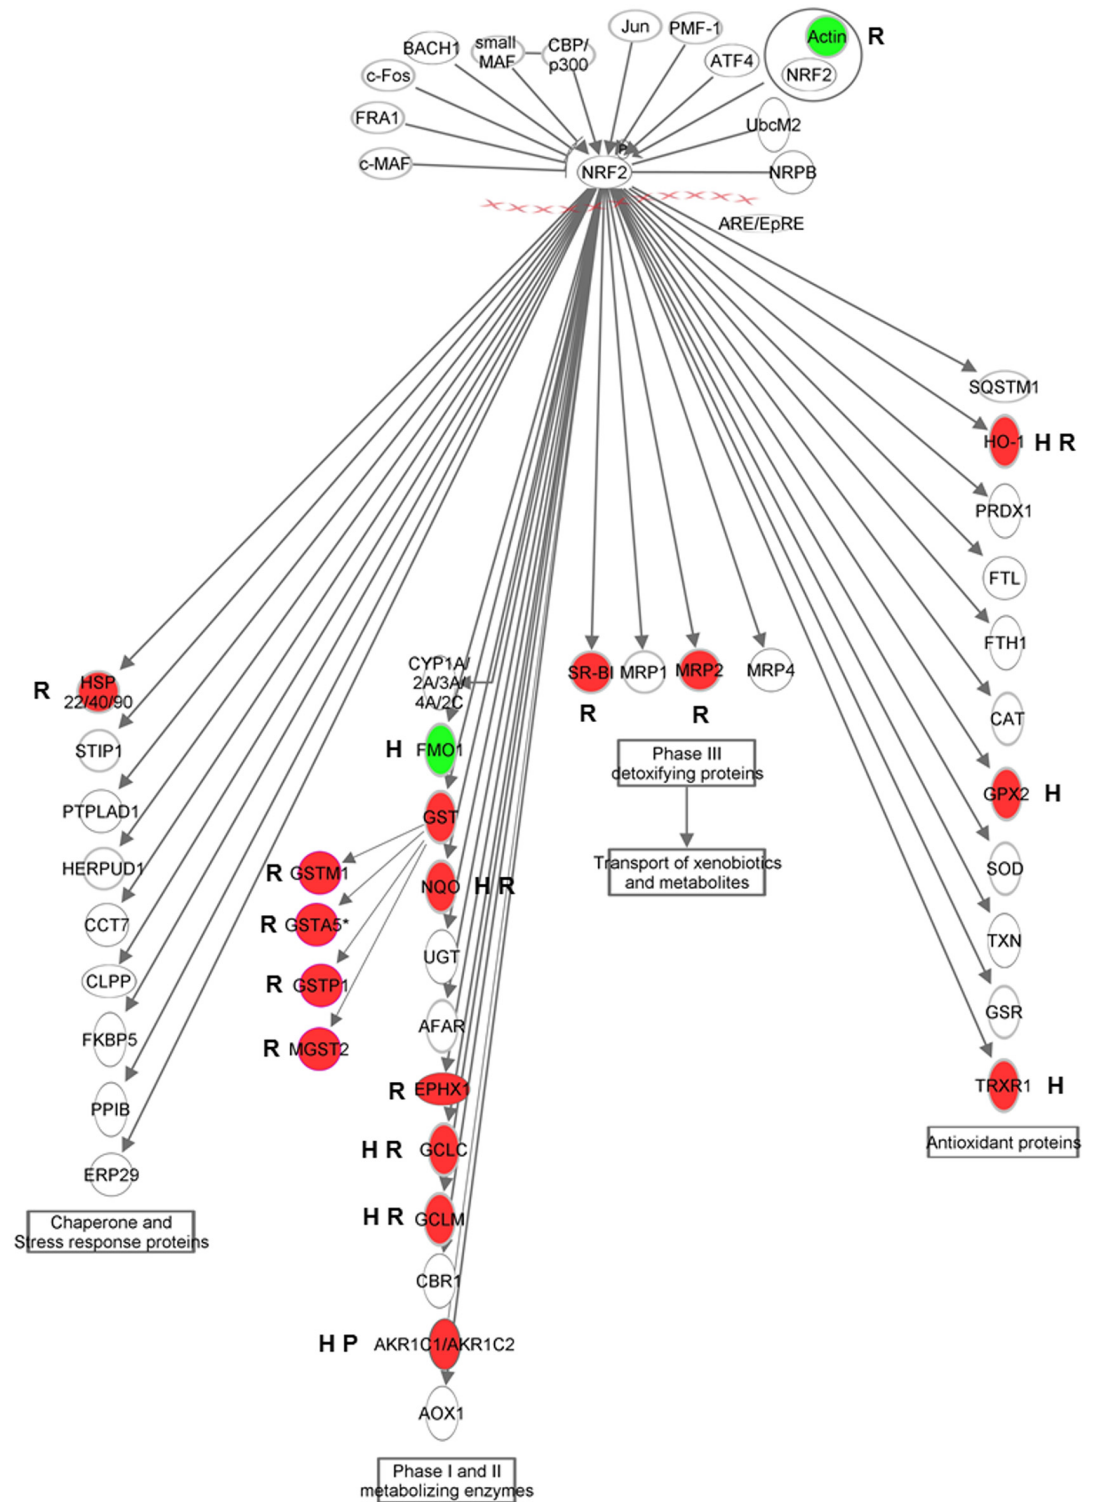 Jun
PMF-1
Actin
R
BACH1
small
MAF
CBP/
p300
ATF4
c-Fos
NRF2
FRA1
UbcM2
P
c-MAF
NRF2
NRPB
ARE/EpRE
SQSTM1
HO-1
H R
PRDX1
FTL
FTH1
CAT
GPX2
H
SOD
TXN
GSR
TRXR1
H
Antioxidant proteins
R
HSP
22/40/90
STIP1
PTPLAD1
HERPUD1
CCT7
CLPP
FKBP5
PPIB
ERP29
Chaperone and
Stress response proteins
CYP1A/
2A/3A/
4A/2C
H
FMO1
GST
R
GSTM1
R
GSTA5*
R
GSTP1
R
MGST2
NQO
H R
UGT
AFAR
R
EPHX1
H R
GCLC
H R
GCLM
CBR1
H P
AKR1C1/AKR1C2
AOX1
Phase I and II
metabolizing enzymes
SR-BI
R
MRP1
MRP2
R
MRP4
Phase III
detoxifying proteins
Transport of xenobiotics
and metabolites